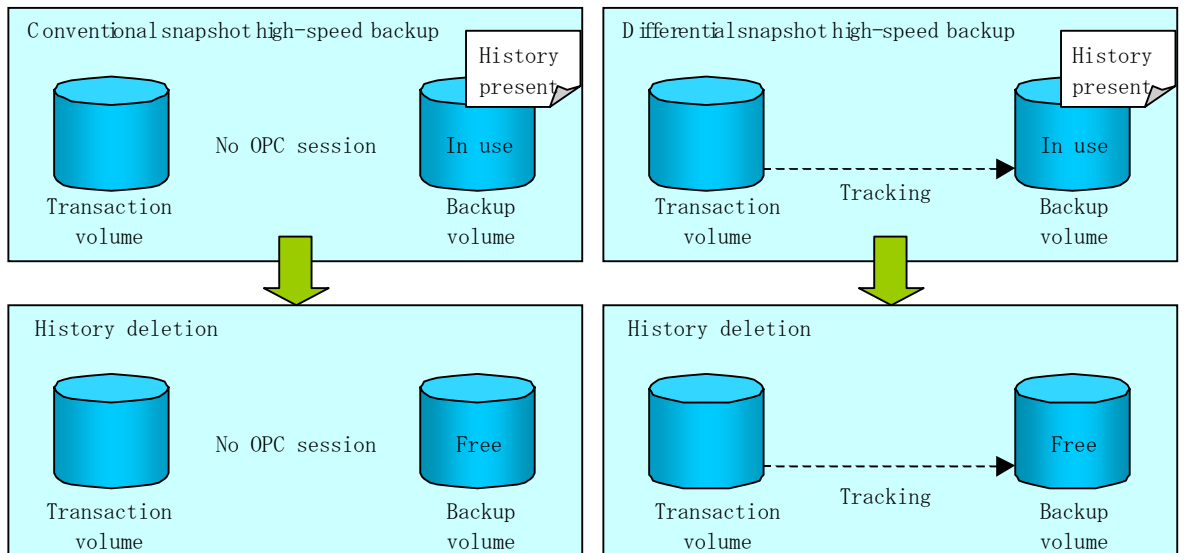 Conventional snapshot high-speed backup
History
present
No OPC session
In use
Transaction
volume
Backup
volume
Differential snapshot high-speed backup
History
present
In use
Tracking
Transaction
volume
Backup
volume
History deletion
No OPC session
Free
Transaction
volume
Backup
volume
History deletion
Free
Tracking
Transaction
volume
Backup
volume